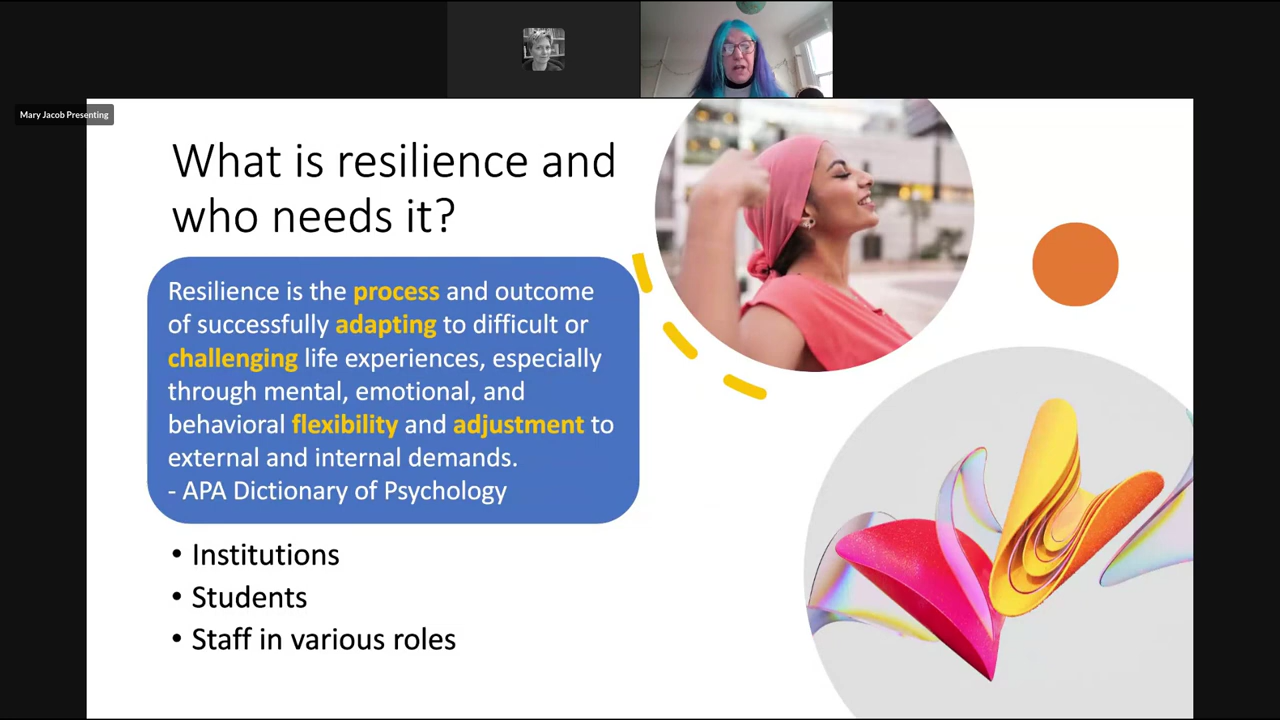 Mary Jacob Presenting
What is resilience and
who needs it?
Resilience is the process and outcome
of successfully adapting to difficult or
challenging life experiences, especially
through mental, emotional, and
behavioral flexibility and adjustment to
external and internal demands.
- APA Dictionary of Psychology
• Institutions
• Students
• Staff in various roles